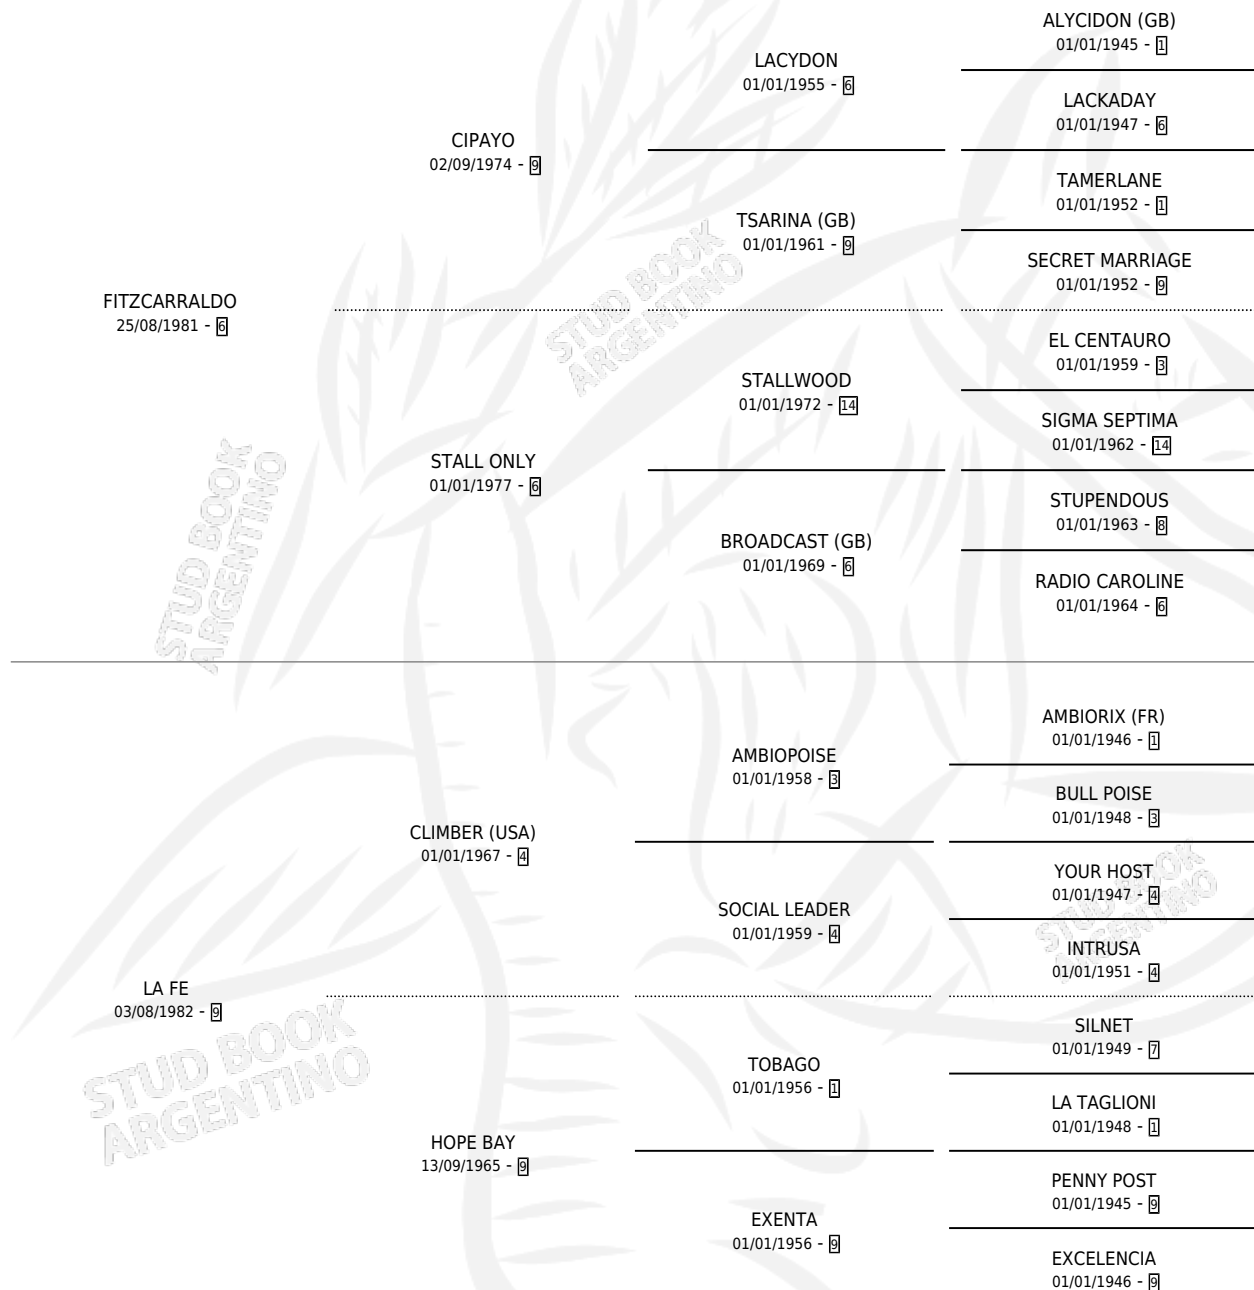 ALYCIDON (GB)
01/01/1945 - 1
LACYDON
01/01/1955 - 6
LACKADAY
01/01/1947 - 6
CIPAYO
02/09/1974 - 9
TAMERLANE
01/01/1952 - 1
TSARINA (GB)
01/01/1961 - 9
SECRET MARRIAGE
01/01/1952 - 9
FITZCARRALDO
25/08/1981 - 6
STUD BOOK
ARGENTINO
EL CENTAURO
01/01/1959 - 3
STALLWOOD
01/01/1972 - 14
SIGMA SEPTIMA
01/01/1962 - 14
STALL ONLY
01/01/1977 - 6
STUPENDOUS
01/01/1963 - 8
BROADCAST (GB)
01/01/1969 - 6
RADIO CAROLINE
01/01/1964 - 6
STUD BOOK
ARGENTINO
AMBIORIX (FR)
01/01/1946 - 1
AMBIOPOISE
01/01/1958 - 3
BULL POISE
01/01/1948 - 3
CLIMBER (USA)
01/01/1967 - 4
YOUR HOST
01/01/1947 - 4
SOCIAL LEADER
01/01/1959 - 4
INTRUSA
01/01/1951 - 4
STUD BOOK
ARGENTINO
LA FE
03/08/1982 - 9
SILNET
01/01/1949 - 7
TOBAGO
01/01/1956 - 1
LA TAGLIONI
01/01/1948 - 1
STUD BOOK
ARGENTINO
HOPE BAY
13/09/1965 - 9
PENNY POST
01/01/1945 - 9
EXENTA
01/01/1956 - 9
EXCELENCIA
01/01/1946 - 9